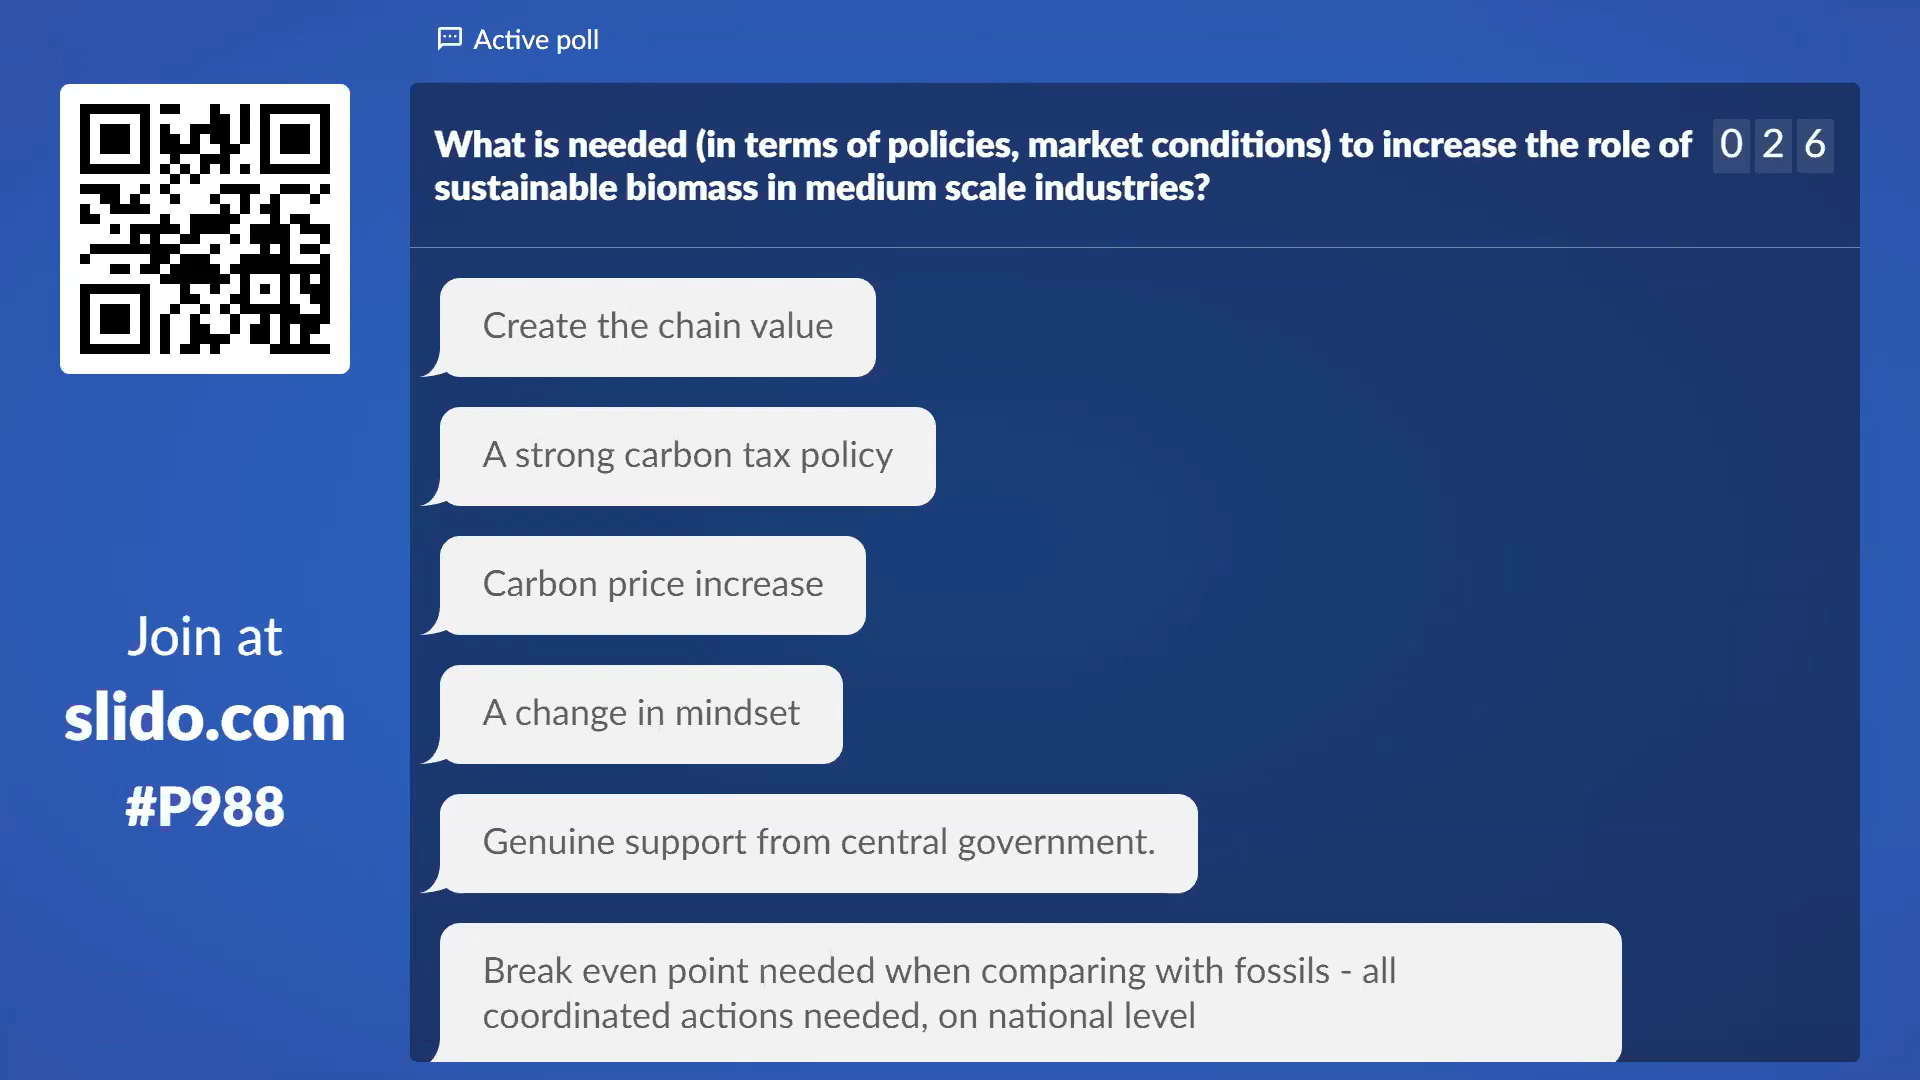 Active poll
What is needed (in terms of policies, market conditions) to increase the role of
sustainable biomass in medium scale industries?
026
Create the chain value
A strong carbon tax policy
Carbon price increase
A change in mindset
Genuine support from central government.
Break even point needed when comparing with fossils - all
coordinated actions needed, on national level
Join at
slido.com
#P988